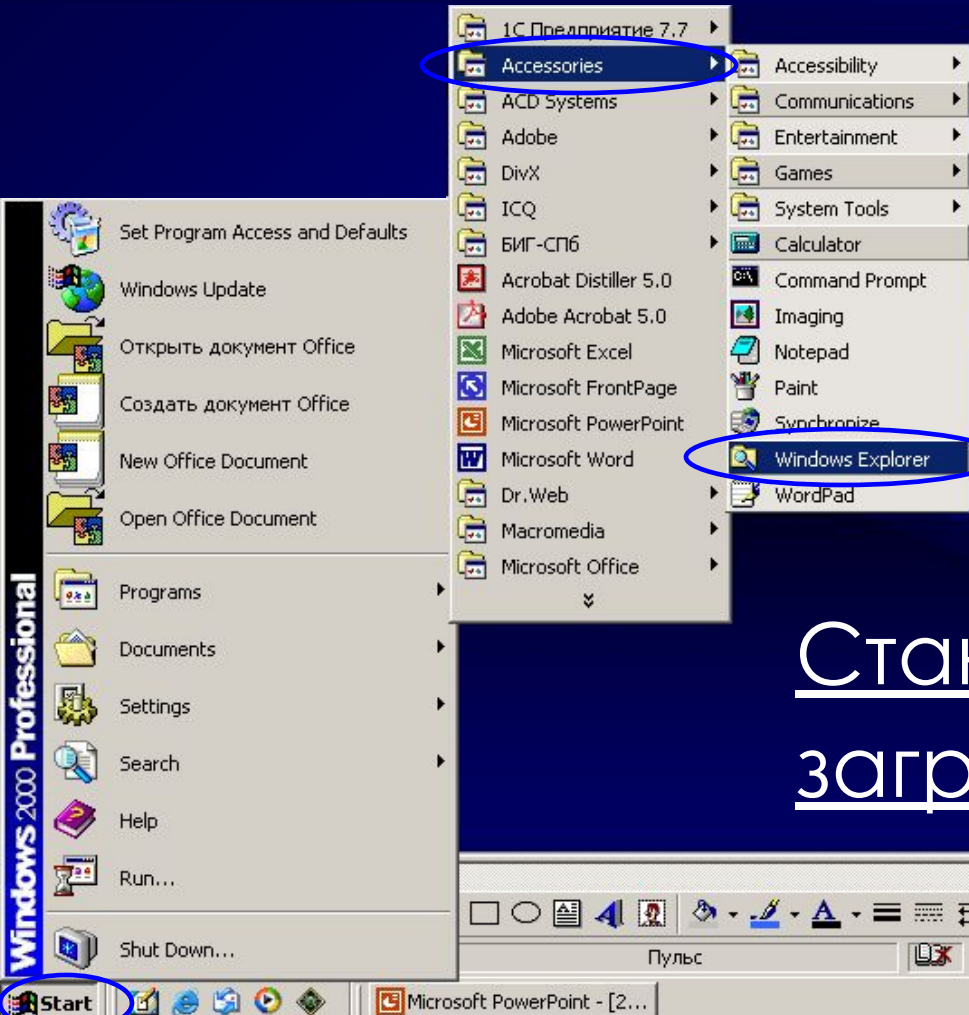 1С Предприятие 7.7
Accessories
ACD Systems
Adobe
DivX
ICQ
БИГ-СПб
Acrobat Distiller 5.0
Adobe Acrobat 5.0
Microsoft Excel
Microsoft FrontPage
Microsoft PowerPoint
Microsoft Word
Dr.Web
Macromedia
Microsoft Office
Accessibility
Communications
Entertainment
Games
System Tools
Calculator
Command Prompt
Imaging
Notepad
Paint
Synchronize
Windows Explorer
WordPad
Set Program Access and Defaults
Windows Update
Открыть документ Office
Создать документ Office
New Office Document
Open Office Document
Programs
Documents
Settings
Search
Help
Run...
Shut Down...
Windows 2000 Professional
загр
Пульс
Start
Microsoft PowerPoint - [2...